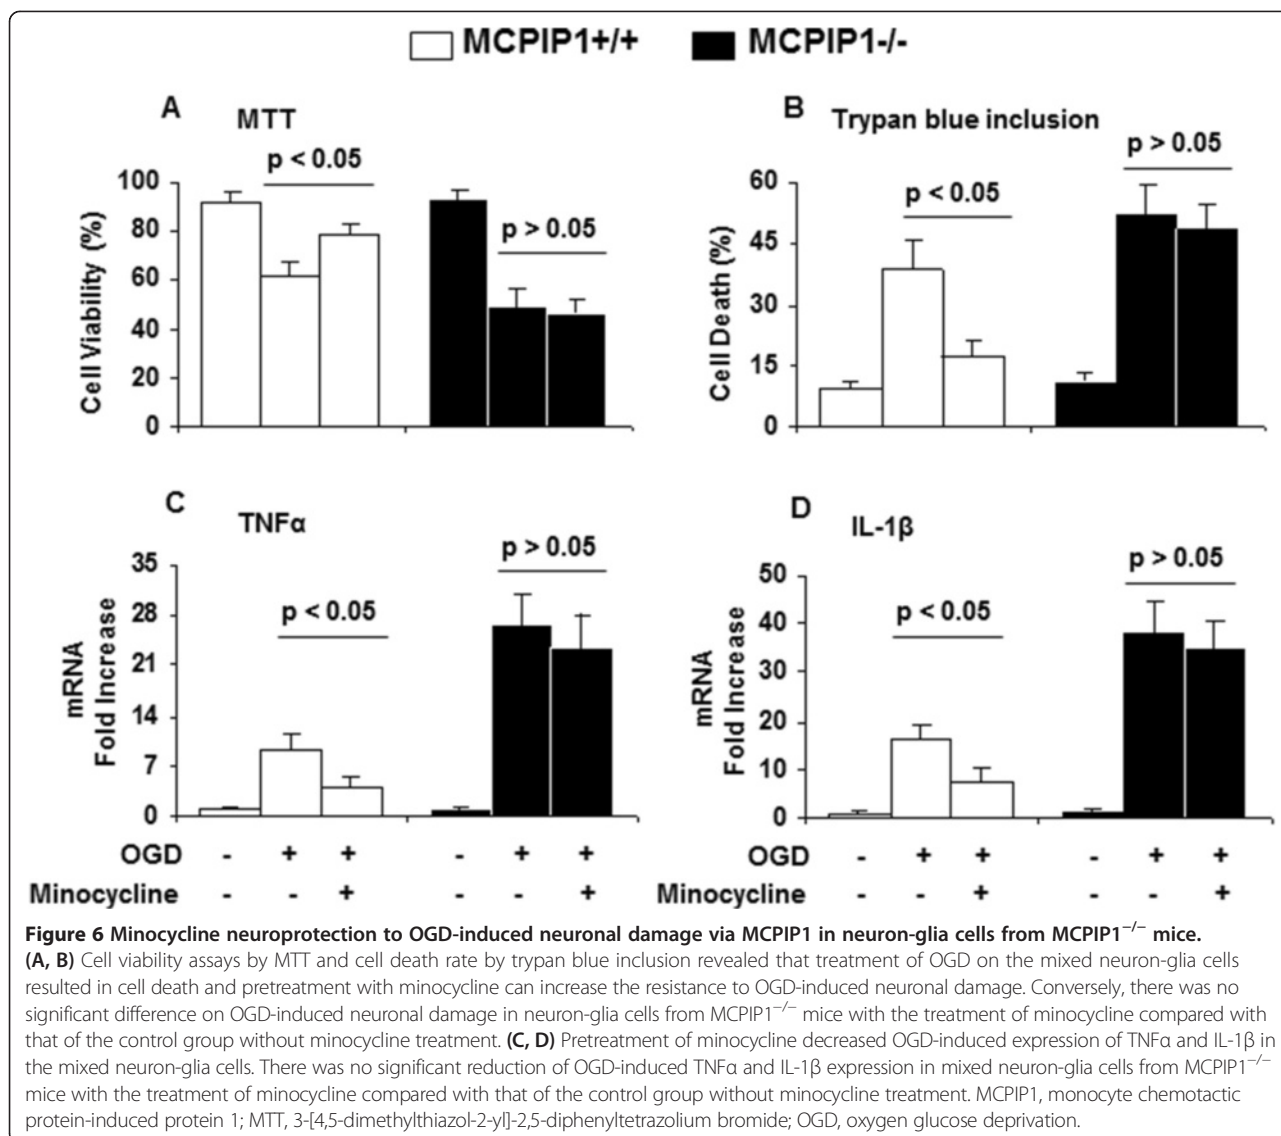 MCPIP1+/+ MCPIP1-/-
A MTT
p < 0.05
p > 0.05
100
80
60
40
20
0
Cell Viability (%)
B Trypan blue inclusion
p > 0.05
p < 0.05
60
45
30
15
0
Cell Death (%)
C TNFα
p > 0.05
p < 0.05
35
28
21
14
7
0
mRNA
Fold Increase
OGD - + + - + +
Minocycline - - + - - +
D IL-1β
p > 0.05
p < 0.05
50
40
30
20
10
0
mRNA
Fold Increase
OGD - + + - + +
Minocycline - - + - - +
Figure 6 Minocycline neuroprotection to OGD-induced neuronal damage via MCPIP1 in neuron-glia cells from MCPIP1−/− mice.
(A, B) Cell viability assays by MTT and cell death rate by trypan blue inclusion revealed that treatment of OGD on the mixed neuron-glia cells
resulted in cell death and pretreatment with minocycline can increase the resistance to OGD-induced neuronal damage. Conversely, there was no
significant difference on OGD-induced neuronal damage in neuron-glia cells from MCPIP1−/− mice with the treatment of minocycline compared with
that of the control group without minocycline treatment. (C, D) Pretreatment of minocycline decreased OGD-induced expression of TNFα and IL-1β in
the mixed neuron-glia cells. There was no significant reduction of OGD-induced TNFα and IL-1β expression in mixed neuron-glia cells from MCPIP1−/−
mice with the treatment of minocycline compared with that of the control group without minocycline treatment. MCPIP1, monocyte chemotactic
protein-induced protein 1; MTT, 3-[4,5-dimethylthiazol-2-yl]-2,5-diphenyltetrazolium bromide; OGD, oxygen glucose deprivation.